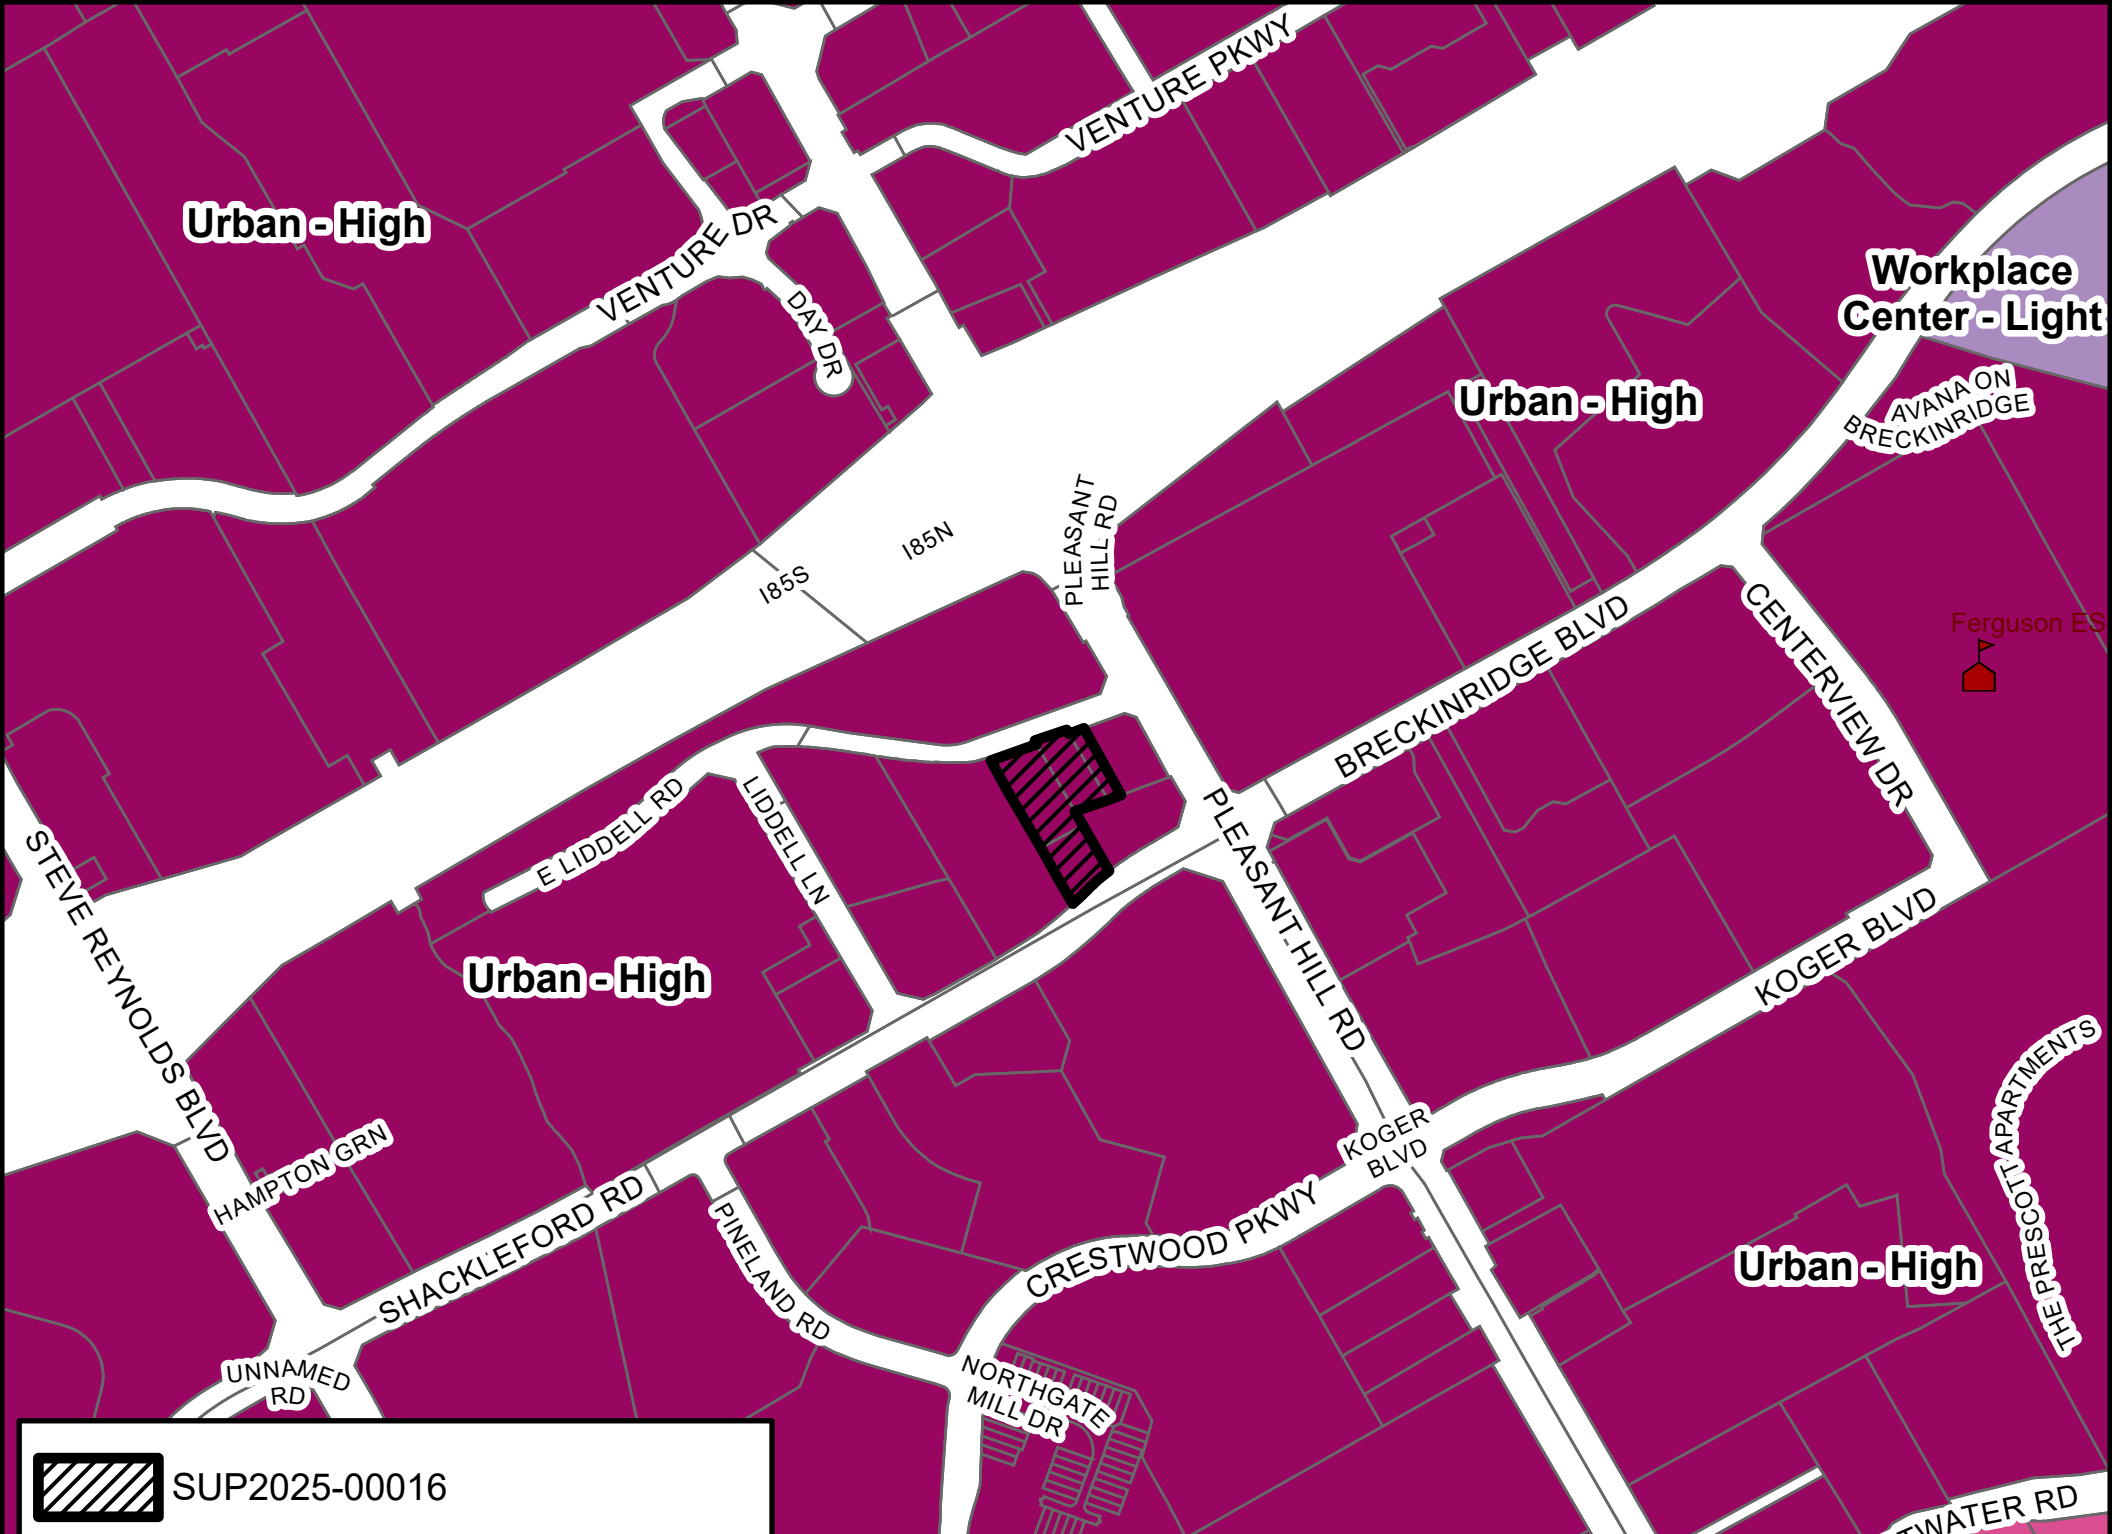 VENTURE PKWY
Urban - High
VENTURE DR
DAY DR
Workplace
Center - Light
Urban - High
AVANA ON
BRECKINRIDGE
PLEASANT
HILL RD
I85N
I85S
BRECKINRIDGE BLVD
CENTERVIEW DR
Ferguson ES
E LIDDELL RD
LIDDELL LN
PLEASANT HILL RD
STEVE REYNOLDS BLVD
Urban - High
KOGER BLVD
HAMPTON GRN
SHACKLEFORD RD
PINELAND RD
CRESTWOOD PKWY
KOGER
BLVD
THE PRESCOTT APARTMENTS
Urban - High
UNNAMED
RD
NORTHGATE
MILL DR
SUP2025-00016
TWATER RD